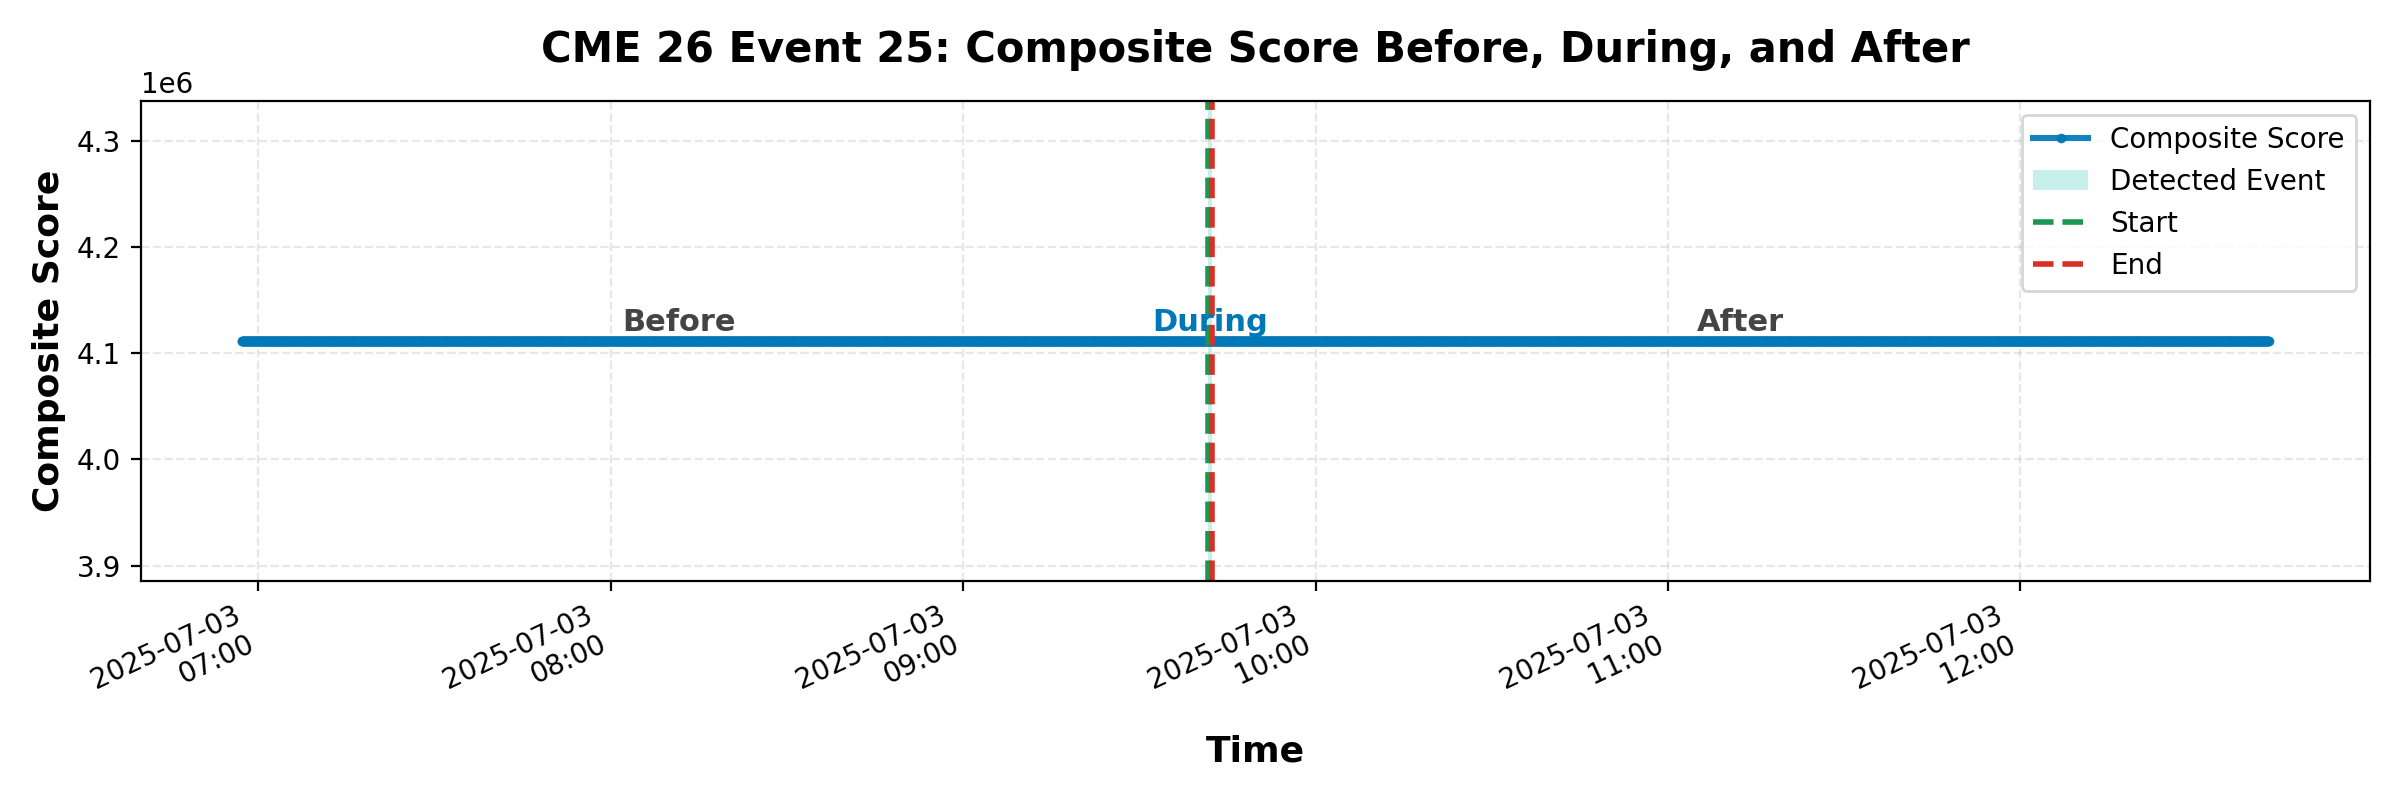 CME 26 Event 25: Composite Score Before, During, and After
1e6
4.3
4.2
4.1
4.0
3.9
Composite Score
Before
During
After
Composite Score
Detected Event
Start
End
2025-07-03
07:00
2025-07-03
08:00
2025-07-03
09:00
2025-07-03
10:00
2025-07-03
11:00
2025-07-03
12:00
Time